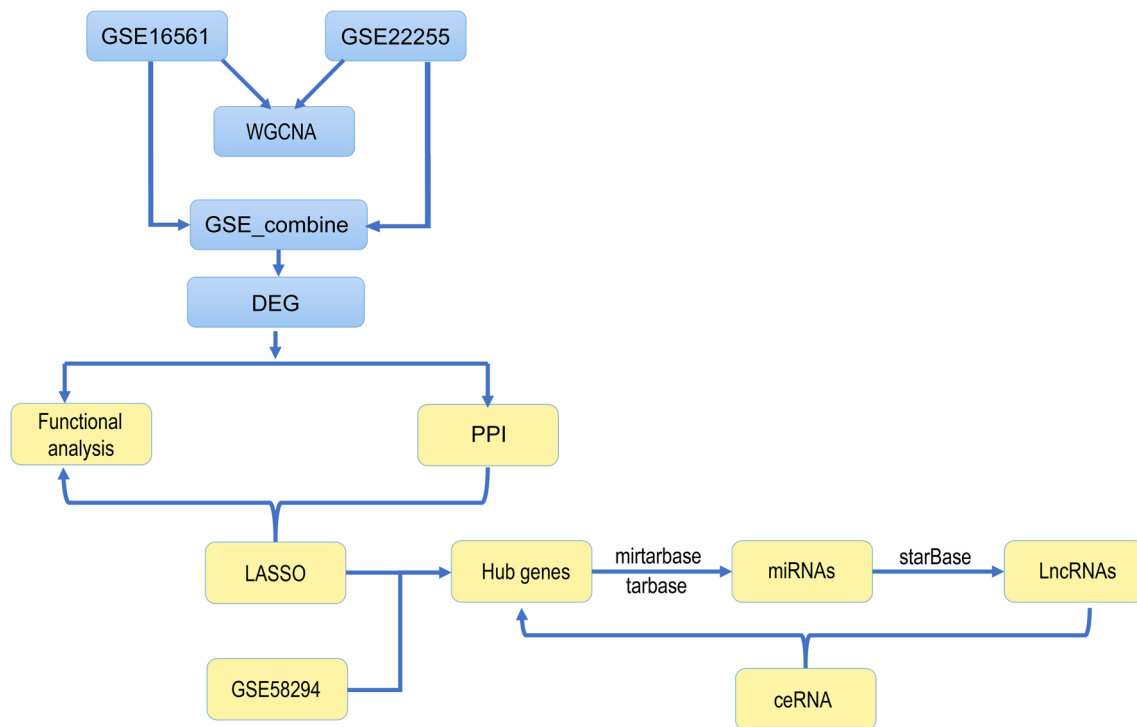 GSE16561
GSE22255
WGCNA
GSE_combine
DEG
Functional
analysis
PPI
LASSO
Hub genes
mirtarbase
tarbase
miRNAs
starBase
LncRNAs
GSE58294
ceRNA